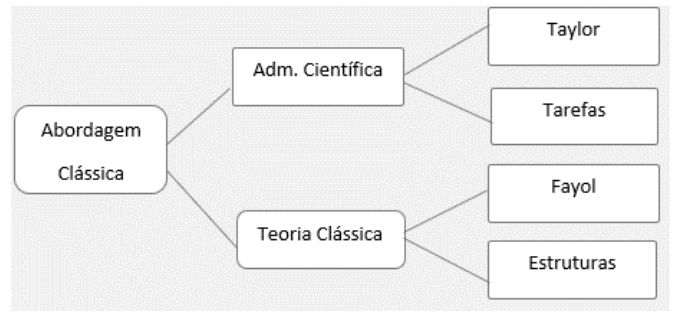 Abordagem
Clássica
Adm. Científica
Taylor
Tarefas
Teoria Clássica
Fayol
Estruturas